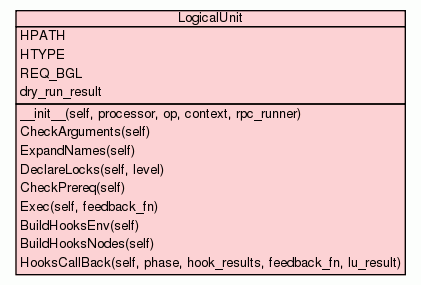 LogicalUnit
HPATH
HTYPE
REQ_BGL
dry_run_result
__init__(self, processor, op, context, rpc_runner)
CheckArguments(self)
ExpandNames(self)
DeclareLocks(self, level)
CheckPrereq(self)
Exec(self, feedback_fn)
BuildHooksEnv(self)
BuildHooksNodes(self)
HooksCallBack(self, phase, hook_results, feedback_fn, lu_result)